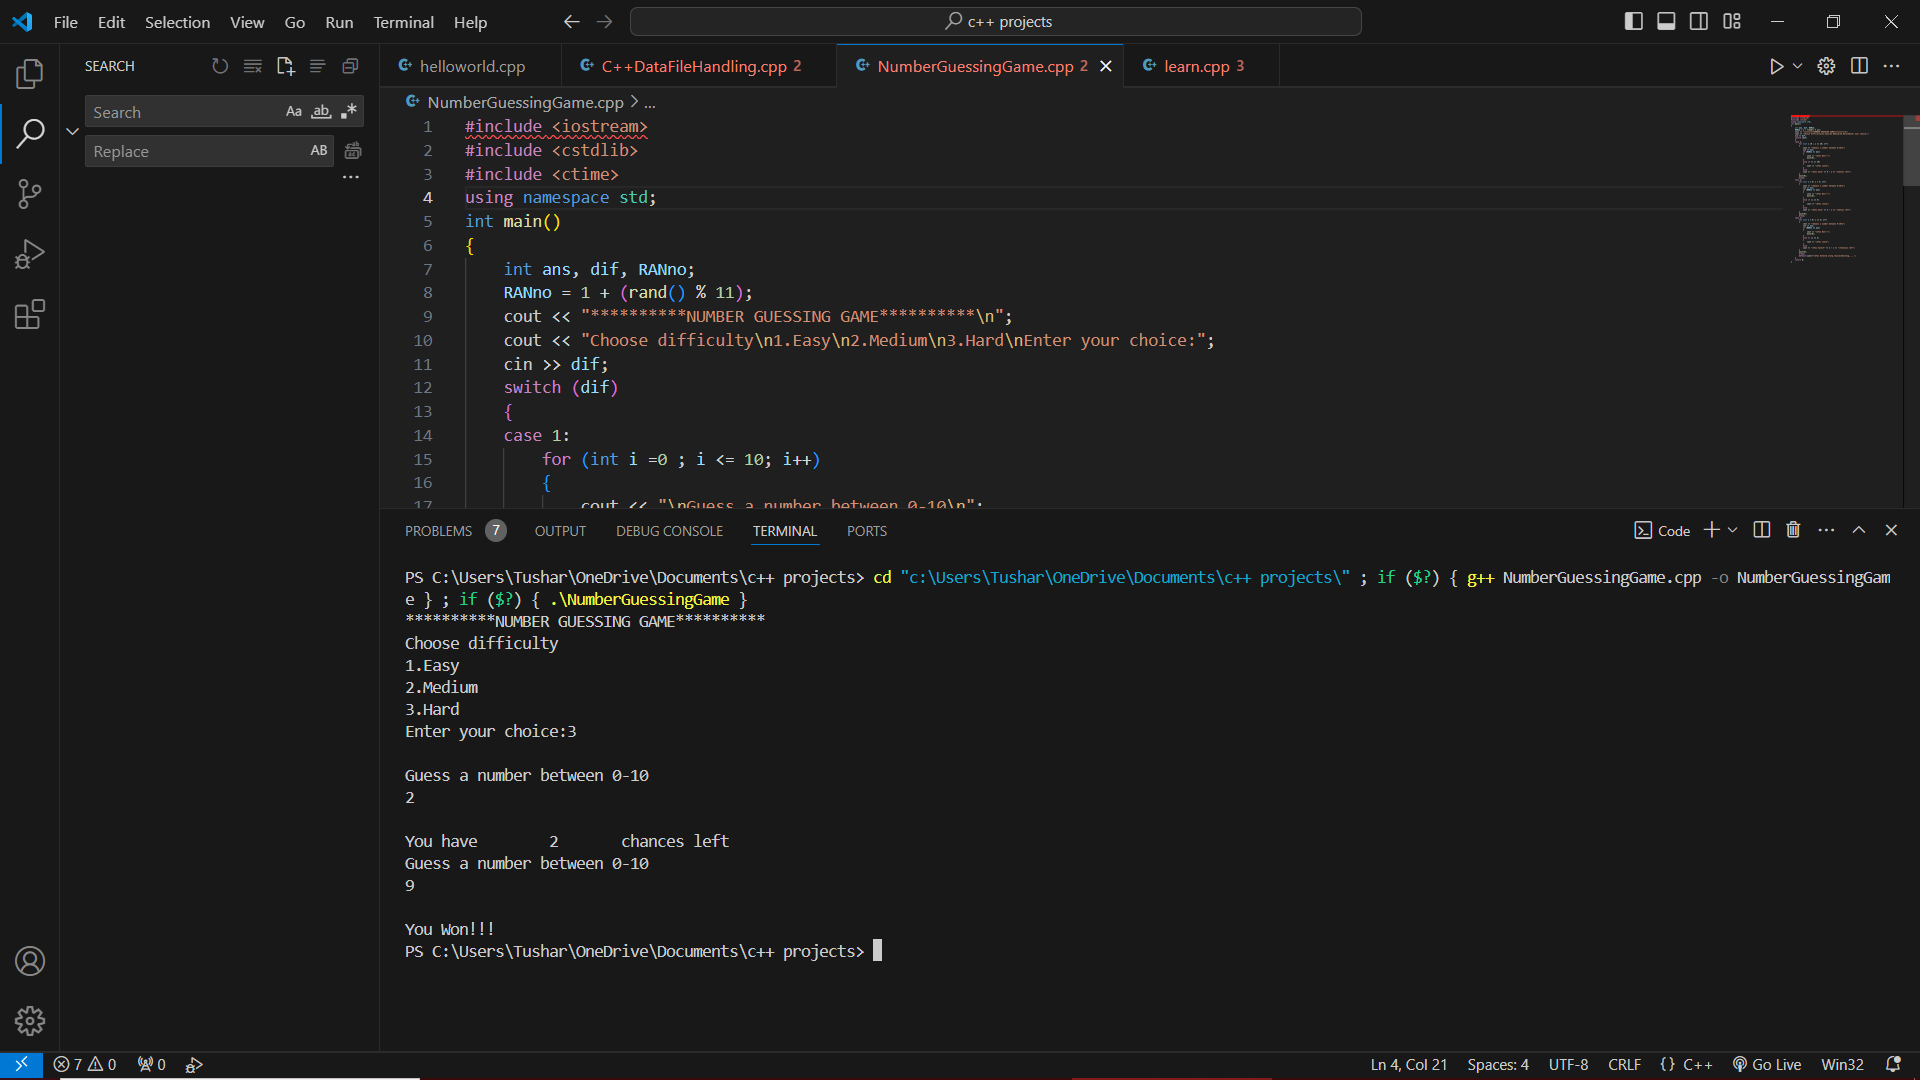 File Edit Selection View Go Run Terminal Help
c++ projects
SEARCH
Search
Aa ab
Replace
AB
helloworld.cpp
C++DataFileHandling.cpp 2
NumberGuessingGame.cpp 2
learn.cpp 3
NumberGuessingGame.cpp > ...
1 #include <iostream>
2 #include <cstdlib>
3 #include <ctime>
4 using namespace std;
5 int main()
6 {
7 int ans, dif, RANno;
8 RANno = 1 + (rand() % 11);
9 cout << "**********NUMBER GUESSING GAME**********\n";
10 cout << "Choose difficulty\n1.Easy\n2.Medium\n3.Hard\nEnter your choice:";
11 cin >> dif;
12 switch (dif)
13 {
14 case 1:
15 for (int i =0 ; i <= 10; i++)
16 {
17 cout << "\nGuess a number between 0-10\n";
PROBLEMS 7 OUTPUT DEBUG CONSOLE TERMINAL PORTS
Code
PS C:\Users\Tushar\OneDrive\Documents\c++ projects> cd "c:\Users\Tushar\OneDrive\Documents\c++ projects\" ; if ($?) { g++ NumberGuessingGame.cpp -o NumberGuessingGam
e } ; if ($?) { .\NumberGuessingGame }
**********NUMBER GUESSING GAME**********
Choose difficulty
1.Easy
2.Medium
3.Hard
Enter your choice:3
Guess a number between 0-10
2
You have 2 chances left
Guess a number between 0-10
9
You Won!!!
PS C:\Users\Tushar\OneDrive\Documents\c++ projects>
7 0 0
Ln 4, Col 21 Spaces: 4 UTF-8 CRLF {} C++ Go Live Win32